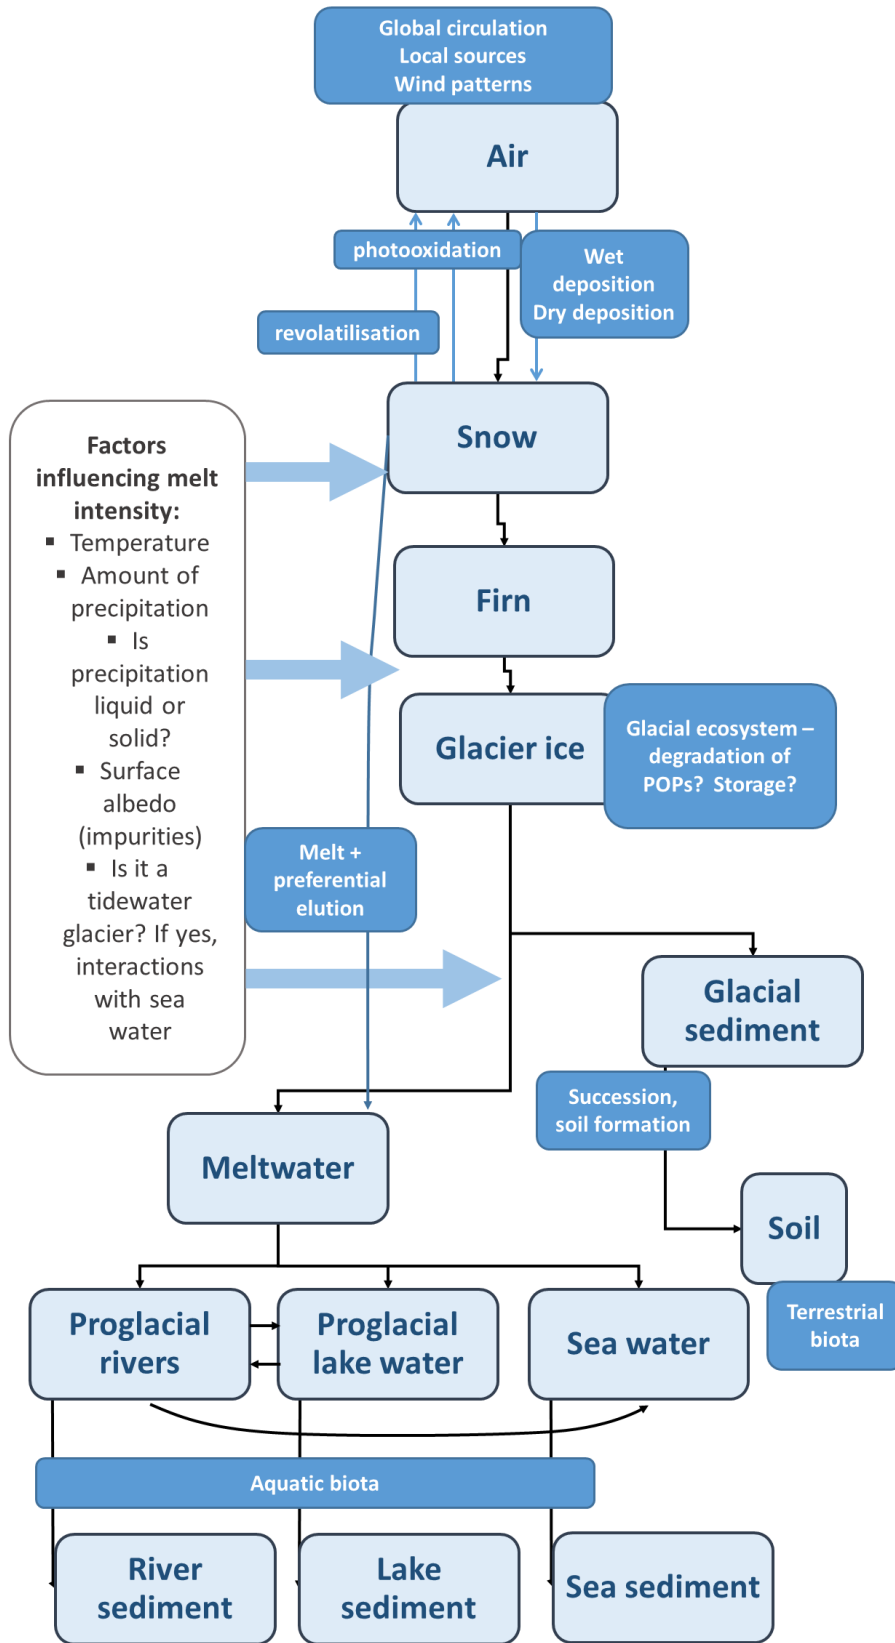 Global circulation
Local sources
Wind patterns
Air
photooxidation
Wet
deposition
Dry deposition
revolatilisation
Snow
Factors
influencing melt
intensity:
▪ Temperature
▪ Amount of
precipitation
▪ Is
precipitation
liquid or
solid?
▪ Surface
albedo
(impurities)
▪ Is it a
tidewater
glacier? If yes,
interactions
with sea
water
Firn
Glacier ice
Glacial ecosystem –
degradation of
POPs? Storage?
Melt +
preferential
elution
Glacial
sediment
Succession,
soil formation
Meltwater
Soil
Terrestrial
biota
Proglacial
rivers
Proglacial
lake water
Sea water
Aquatic biota
River
sediment
Lake
sediment
Sea sediment